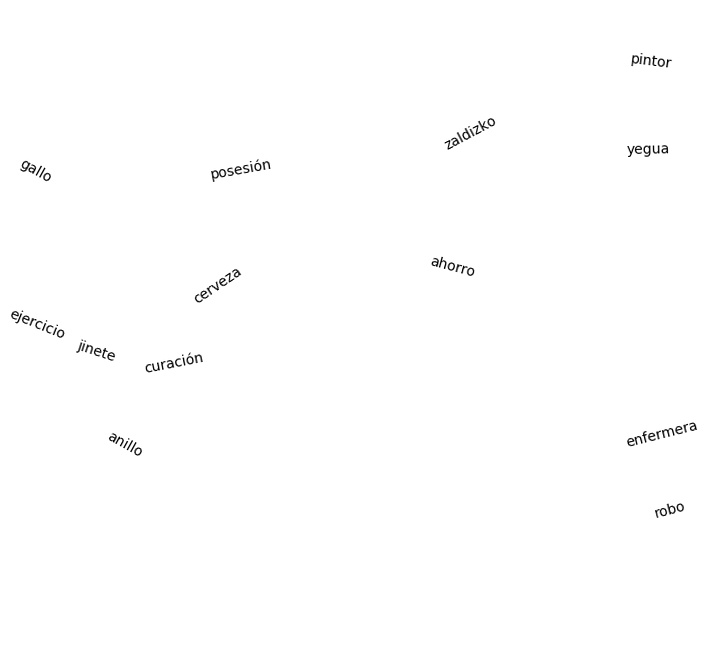 pintor
zaldizko
yegua
gallo
posesión
ahorro
cerveza
ejercicio
jinete
curación
enfermera
anillo
robo